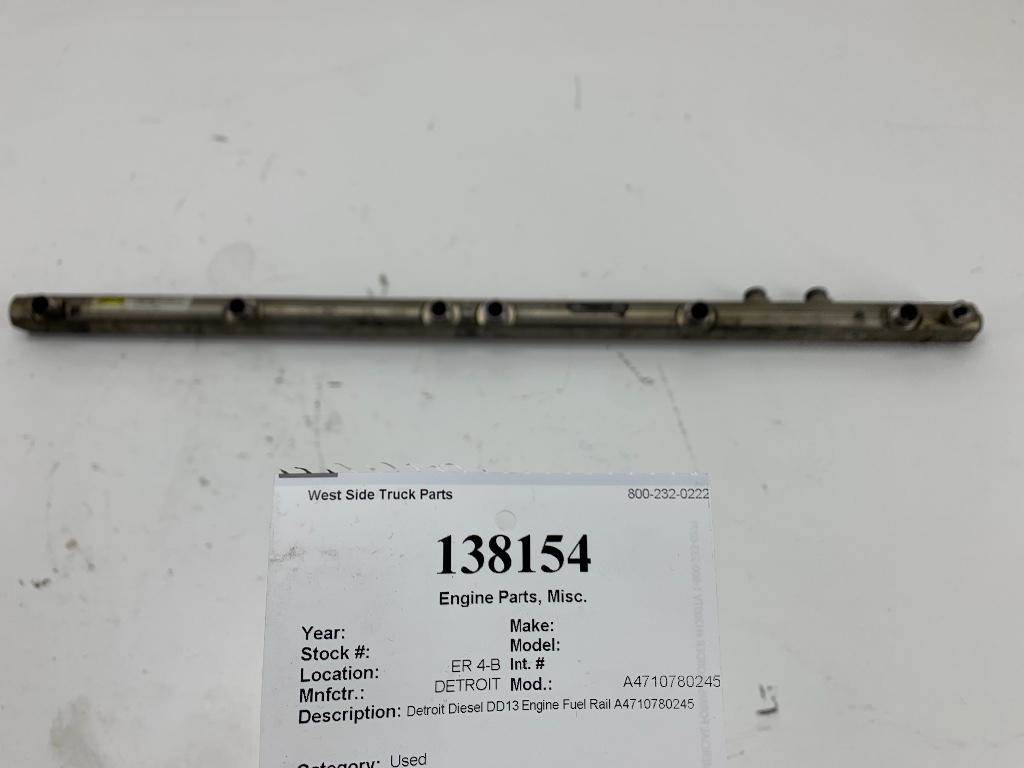 West Side Truck Parts 800-232-0222
138154
Engine Parts, Misc.
Year: Make:
Stock #: Model:
Location: ER 4-B Int. #
Mnfctr.: DETROIT Mod.: A4710780245
Description: Detroit Diesel DD13 Engine Fuel Rail A4710780245
Category: Used